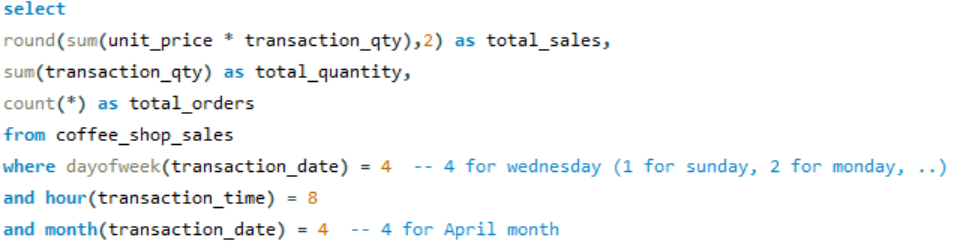 select
round(sum(unit_price * transaction_qty),2) as total_sales,
sum(transaction_qty) as total_quantity,
count(*) as total_orders
from coffee_shop_sales
where dayofweek(transaction_date) = 4  -- 4 for wednesday (1 for sunday, 2 for monday, ..)
and hour(transaction_time) = 8
and month(transaction_date) = 4  -- 4 for April month